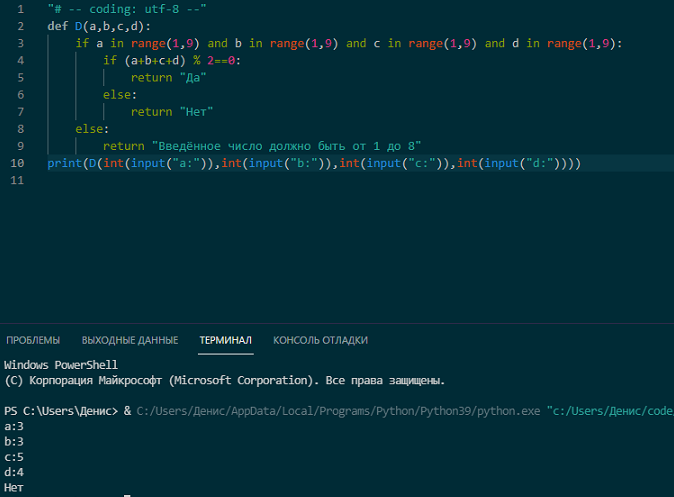 1 "# -- coding: utf-8 --"
2 def D(a,b,c,d):
3 if a in range(1,9) and b in range(1,9) and c in range(1,9) and d in range(1,9):
4 if (a+b+c+d) % 2==0:
5 return "Да"
6 else:
7 return "Нет"
8 else:
9 return "Введённое число должно быть от 1 до 8"
10 print(D(int(input("a:")),int(input("b:")),int(input("c:")),int(input("d:"))))
11
ПРОБЛЕМЫ ВЫХОДНЫЕ ДАННЫЕ ТЕРМИНАЛ КОНСОЛЬ ОТЛАДКИ
Windows PowerShell
(C) Корпорация Майкрософт (Microsoft Corporation). Все права защищены.
PS C:\Users\Денис> & C:/Users/Денис/AppData/Local/Programs/Python/Python39/python.exe "c:/Users/Денис/code/
a:3
b:3
c:5
d:4
Нет